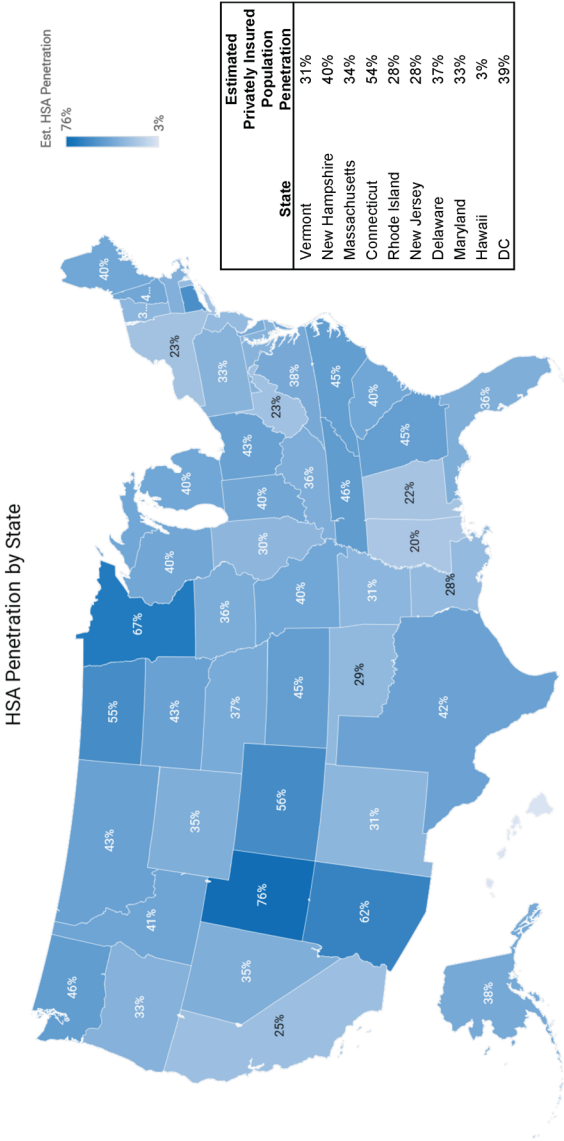 HSA Penetration by State
Est. HSA Penetration
76%
3%
46%
43%
55%
67%
40%
33%
41%
35%
43%
36%
40%
40%
23%
3...
4...
35%
76%
56%
37%
45%
40%
30%
40%
43%
33%
36%
23%
38%
25%
62%
31%
29%
31%
46%
45%
40%
42%
28%
20%
22%
45%
36%
38%
State
Estimated
Privately Insured
Population
Penetration
Vermont 31%
New Hampshire 40%
Massachusetts 34%
Connecticut 54%
Rhode Island 28%
New Jersey 28%
Delaware 37%
Maryland 33%
Hawaii 3%
DC 39%